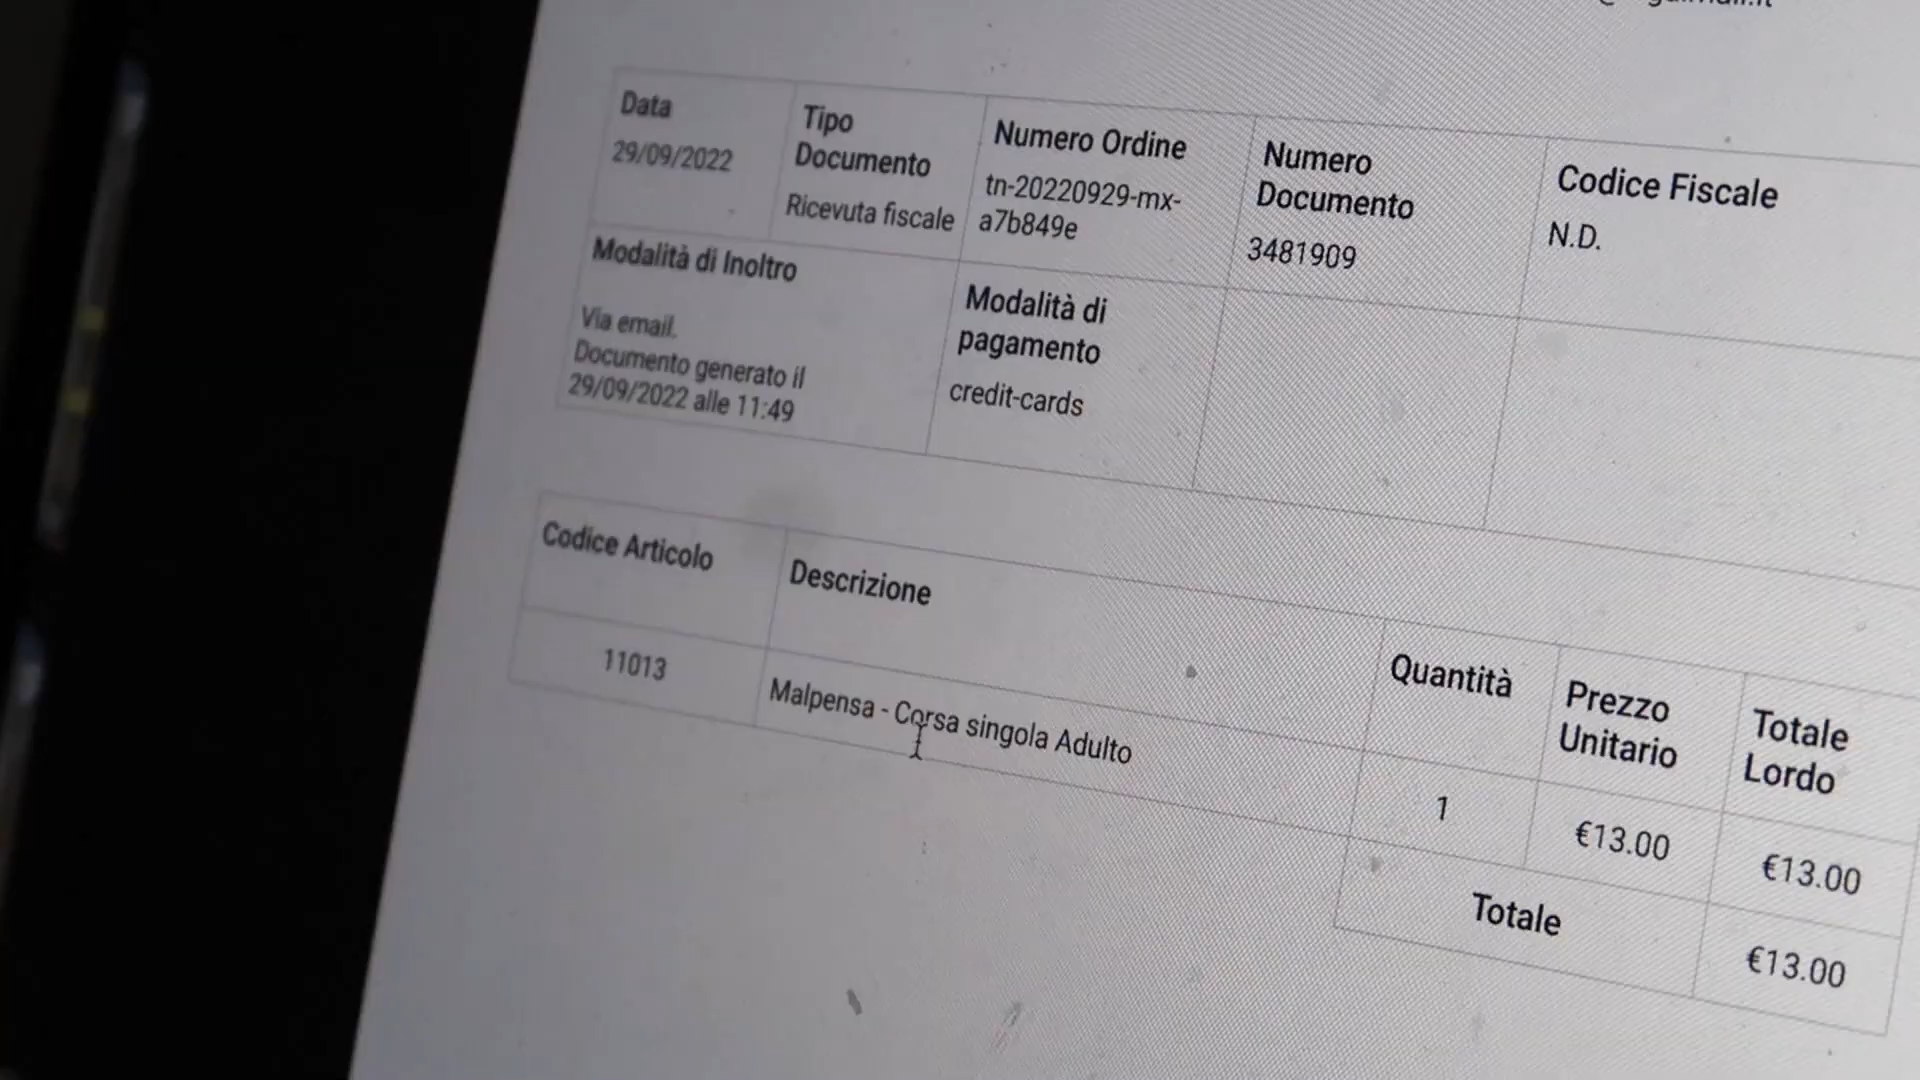 Data
29/09/2022
Tipo
Documento
Ricevuta fiscale
Numero Ordine
tn-20220929-mx-
a7b849e
Numero
Documento
3481909
Codice Fiscale
N.D.
Modalità di Inoltro
Via email.
Documento generato il
29/09/2022 alle 11:49
Modalità di
pagamento
credit-cards
Codice Articolo
Descrizione
Quantità
Prezzo
Unitario
Totale
Lordo
11013
Malpensa - Corsa singola Adulto
1
€13.00
€13.00
Totale
€13.00